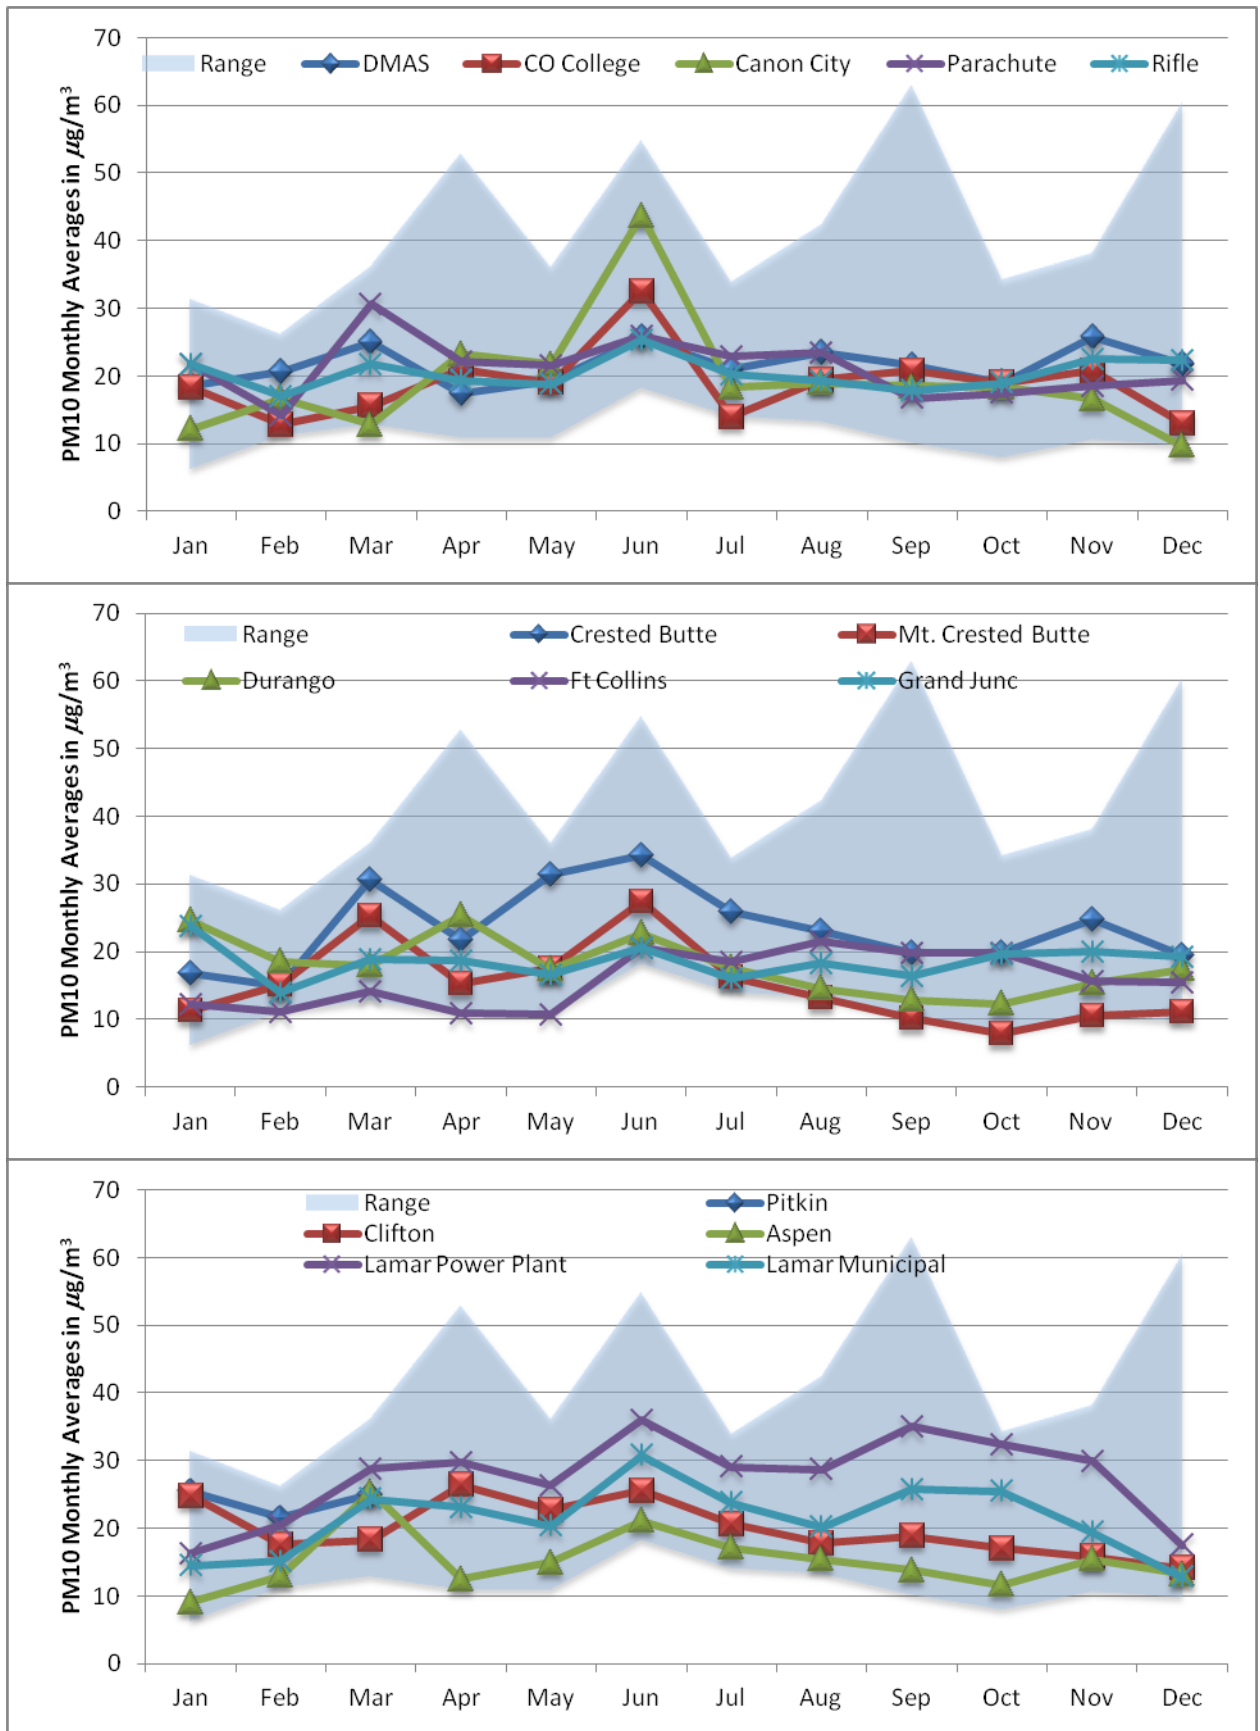 70
Range DMAS CO College Canon City Parachute Rifle
60
50
40
30
20
10
0
PM10 Monthly Averages in µg/m³
Jan Feb Mar Apr May Jun Jul Aug Sep Oct Nov Dec
70
Range Crested Butte Mt. Crested Butte
60
Durango Ft Collins Grand Junc
50
40
30
20
10
0
PM10 Monthly Averages in µg/m³
Jan Feb Mar Apr May Jun Jul Aug Sep Oct Nov Dec
70
Range Pitkin
Clifton Aspen
60
Lamar Power Plant Lamar Municipal
50
40
30
20
10
0
PM10 Monthly Averages in µg/m³
Jan Feb Mar Apr May Jun Jul Aug Sep Oct Nov Dec